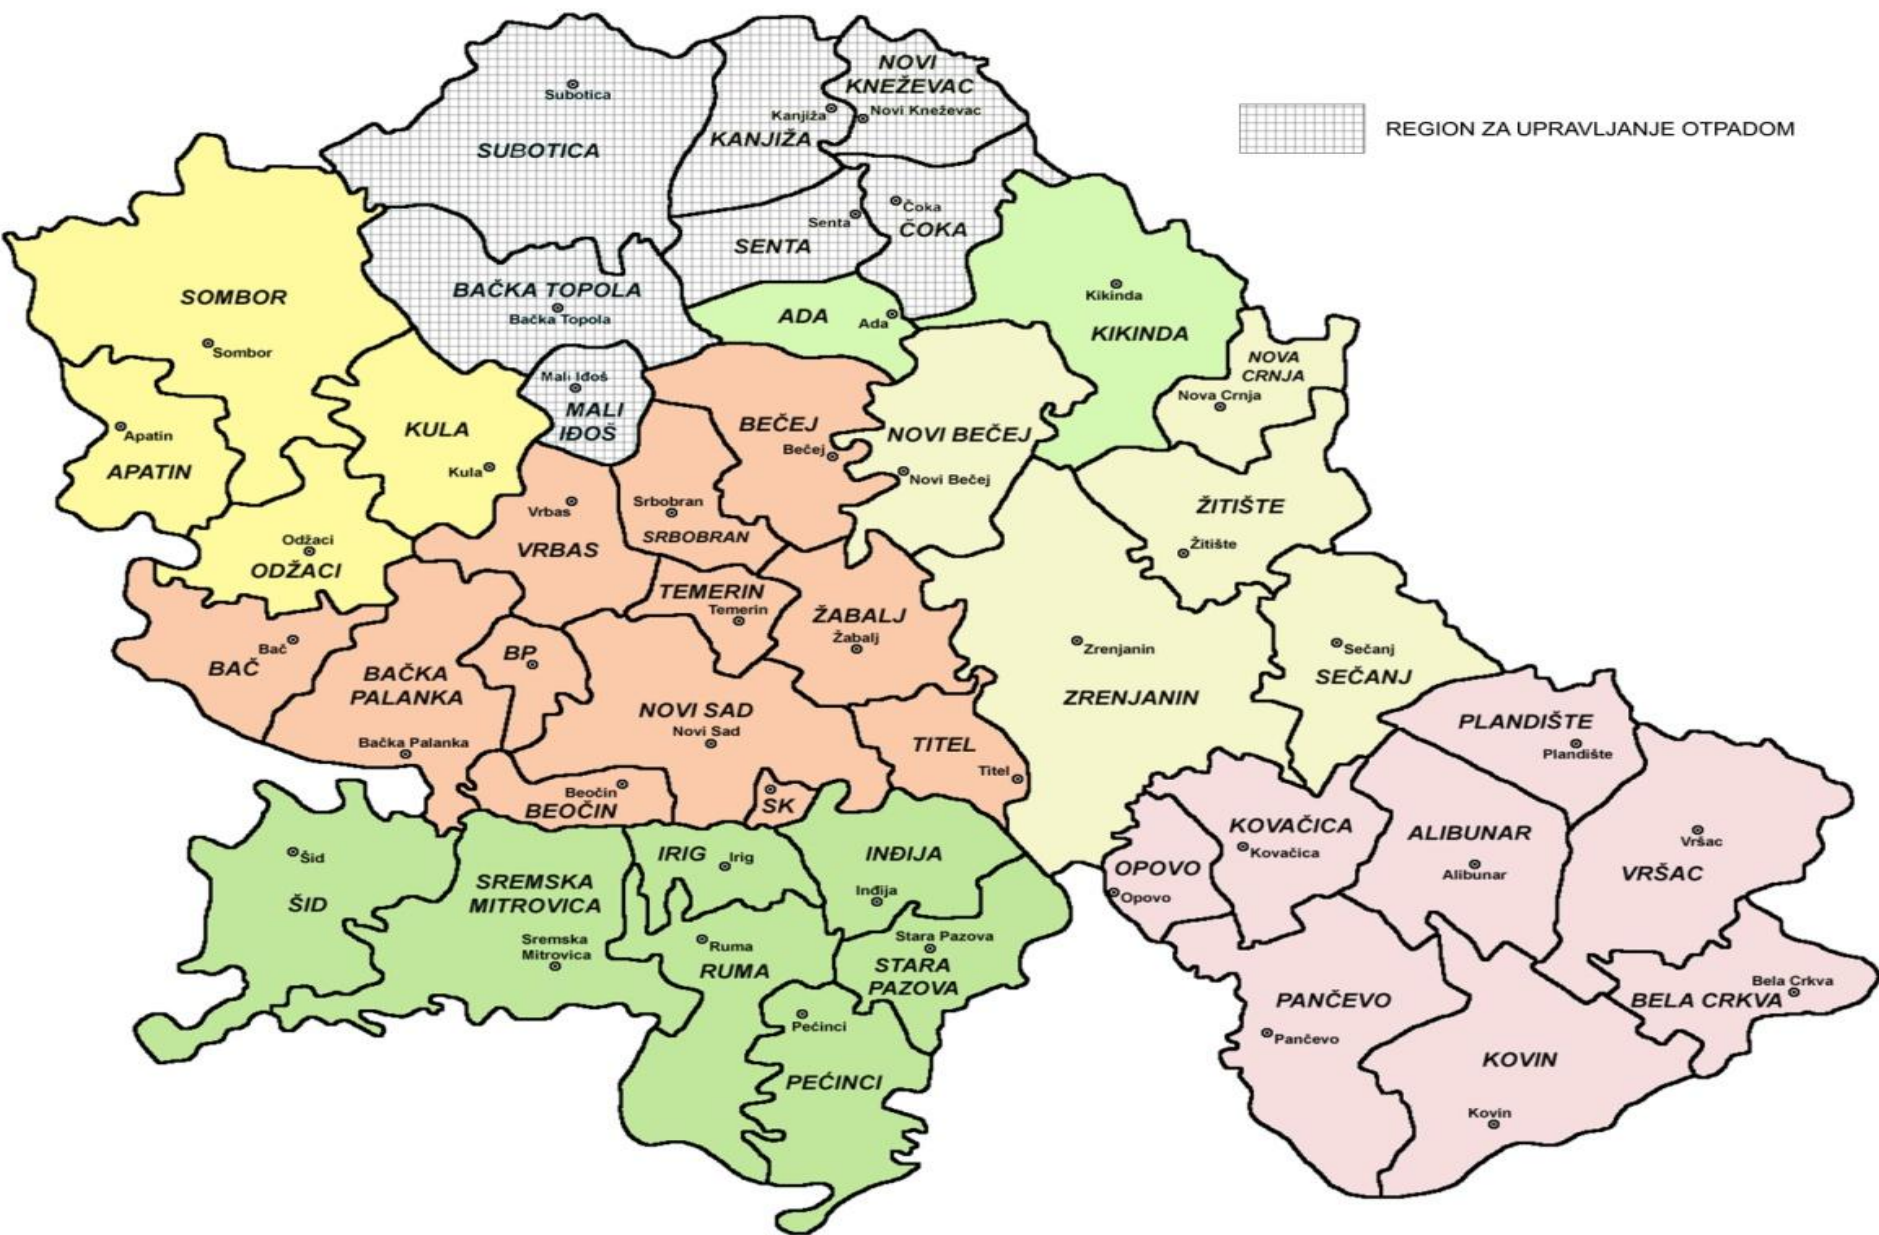 REGION ZA UPRAVLJANJE OTPADOM
Subotica
SUBOTICA
Kanjiža
KANJIŽA
NOVI
KNEŽEVAC
Novi Kneževac
Senta
SENTA
Čoka
ČOKA
BAČKA TOPOLA
Bačka Topola
Mali Iđoš
MALI
IĐOŠ
ADA
Ada
Kikinda
KIKINDA
SOMBOR
Sombor
Apatin
APATIN
KULA
Kula
Odžaci
ODŽACI
BEČEJ
Bečej
NOVI BEČEJ
Novi Bečej
NOVA
CRNJA
Nova Crnja
ŽITIŠTE
Žitište
Vrbas
VRBAS
Srbobran
SRBOBRAN
TEMERIN
Temerin
ŽABALJ
Žabalj
Zrenjanin
ZRENJANIN
Sečanj
SEČANJ
Bač
BAČ
BAČKA
PALANKA
Bačka Palanka
BP
NOVI SAD
Novi Sad
TITEL
Titel
Beočin
BEOČIN
SK
PLANDIŠTE
Plandište
KOVAČICA
Kovačica
ALIBUNAR
Alibunar
Vršac
VRŠAC
OPOVO
Opovo
Šid
ŠID
SREMSKA
MITROVICA
Sremska
Mitrovica
IRIG
Irig
INĐIJA
Inđija
Ruma
RUMA
Stara Pazova
STARA
PAZOVA
Pećinci
PEĆINCI
PANČEVO
Pančevo
Bela Crkva
BELA CRKVA
KOVIN
Kovin